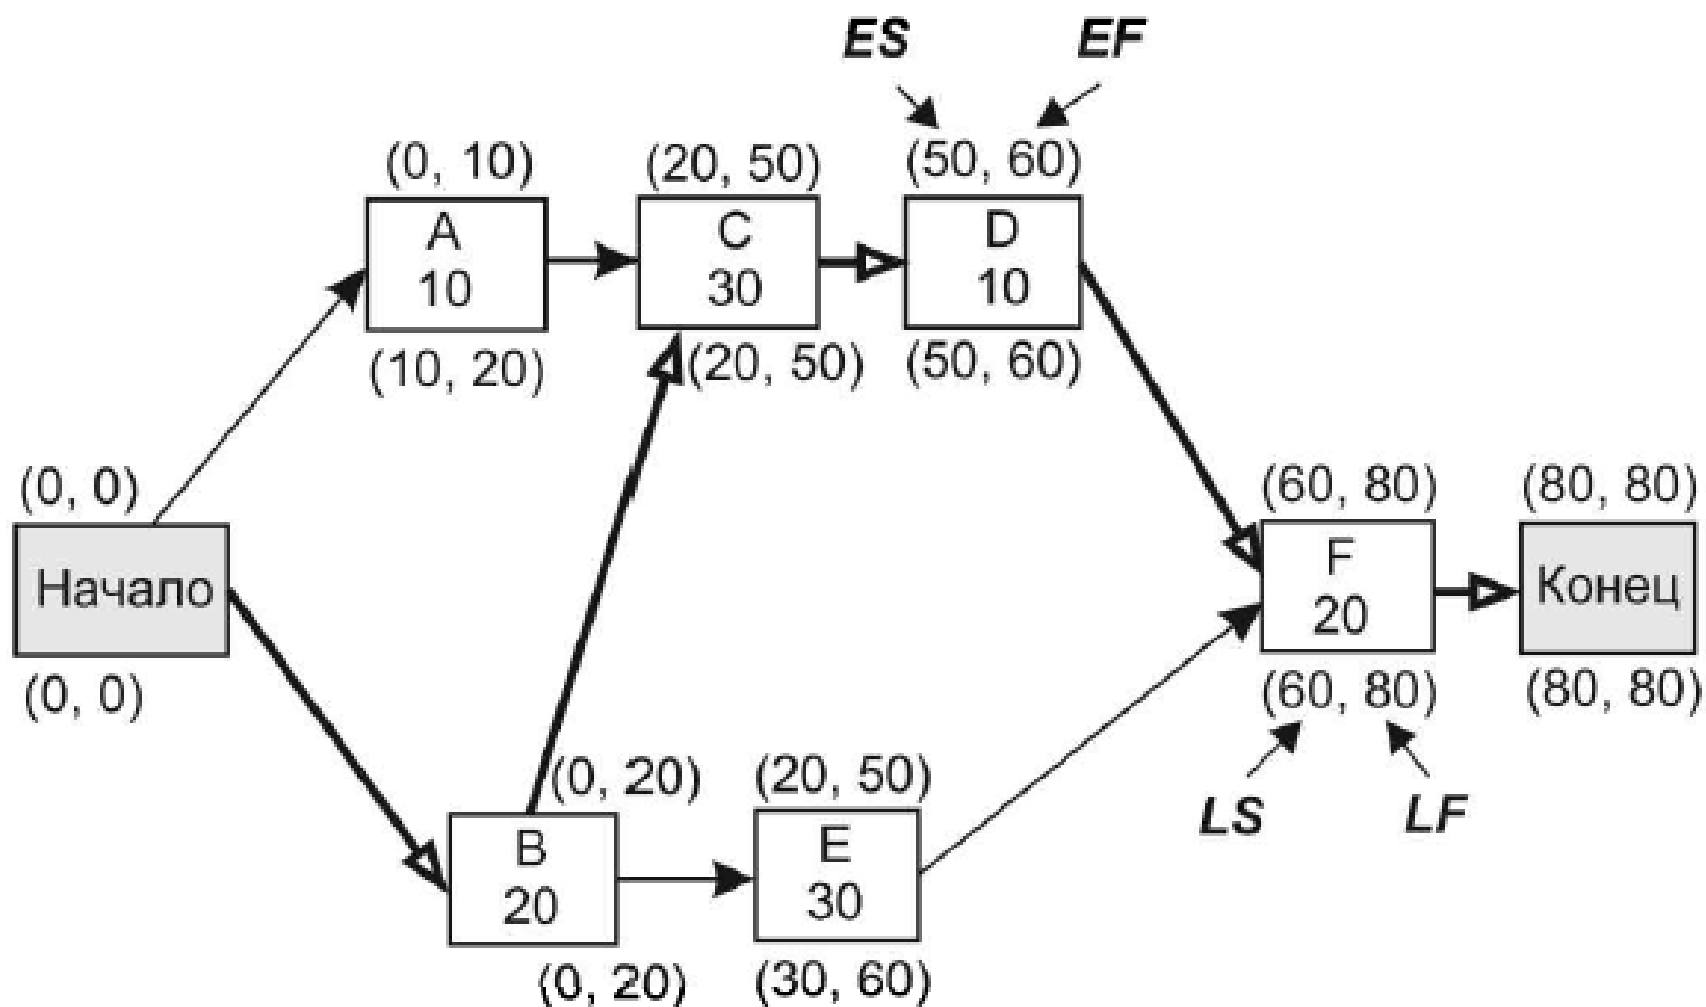 ES EF
(0, 10) (20, 50) (50, 60)
A
10
C
30
D
10
(10, 20) (20, 50) (50, 60)
(0, 0)
Начало
(0, 0)
(60, 80) (80, 80)
F
20
Конец
(60, 80) (80, 80)
LS LF
(0, 20) (20, 50)
B
20
E
30
(0, 20) (30, 60)